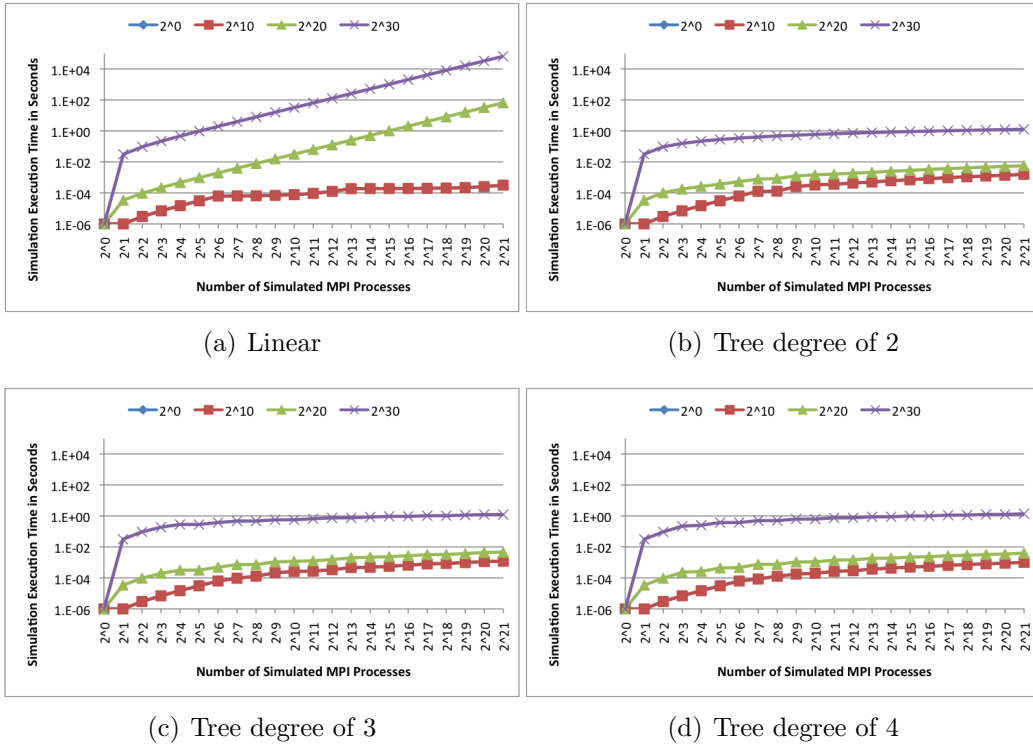 2^0 2^10 2^20 2^30
Simulation Execution Time in Seconds
1.E+04
1.E+02
1.E+00
1.E-02
1.E-04
1.E-06
2^0 2^1 2^2 2^3 2^4 2^5 2^6 2^7 2^8 2^9 2^10 2^11 2^12 2^13 2^14 2^15 2^16 2^17 2^18 2^19 2^20 2^21
Number of Simulated MPI Processes
(a) Linear
2^0 2^10 2^20 2^30
Simulation Execution Time in Seconds
1.E+04
1.E+02
1.E+00
1.E-02
1.E-04
1.E-06
2^0 2^1 2^2 2^3 2^4 2^5 2^6 2^7 2^8 2^9 2^10 2^11 2^12 2^13 2^14 2^15 2^16 2^17 2^18 2^19 2^20 2^21
Number of Simulated MPI Processes
(b) Tree degree of 2
2^0 2^10 2^20 2^30
Simulation Execution Time in Seconds
1.E+04
1.E+02
1.E+00
1.E-02
1.E-04
1.E-06
2^0 2^1 2^2 2^3 2^4 2^5 2^6 2^7 2^8 2^9 2^10 2^11 2^12 2^13 2^14 2^15 2^16 2^17 2^18 2^19 2^20 2^21
Number of Simulated MPI Processes
(c) Tree degree of 3
2^0 2^10 2^20 2^30
Simulation Execution Time in Seconds
1.E+04
1.E+02
1.E+00
1.E-02
1.E-04
1.E-06
2^0 2^1 2^2 2^3 2^4 2^5 2^6 2^7 2^8 2^9 2^10 2^11 2^12 2^13 2^14 2^15 2^16 2^17 2^18 2^19 2^20 2^21
Number of Simulated MPI Processes
(d) Tree degree of 4